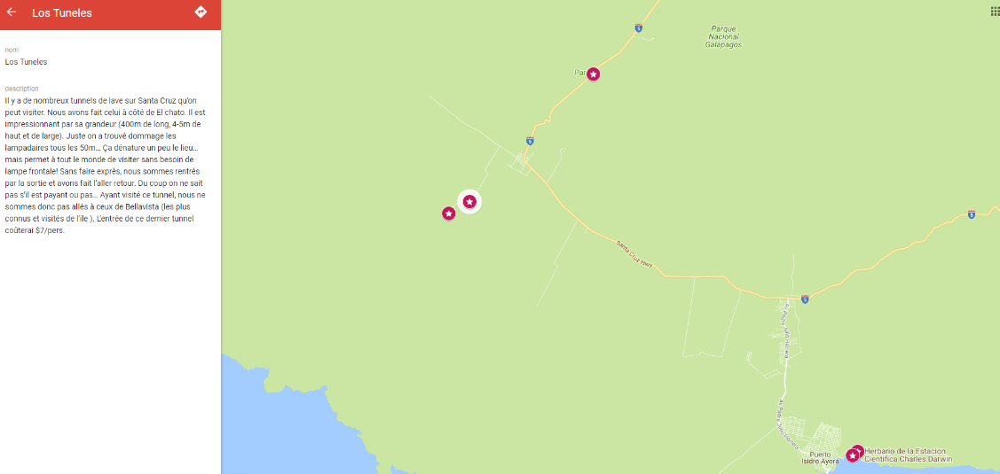 Los Tuneles
nom
Los Tuneles
description
Il y a de nombreux tunnels de lave sur Santa Cruz qu'on
peut visiter. Nous avons fait celui à côté de El chato. Il est
impressionnant par sa grandeur (400m de long, 4-5m de
haut et de large). Juste on a trouvé dommage les
lampadaires tous les 50m... Ça dénature un peu le lieu...
mais permet à tout le monde de visiter sans besoin de
lampe frontale! Sans faire exprès, nous sommes rentrés
par la sortie et avons fait l'aller retour. Du coup on ne sait
pas s'il est payant ou pas... Ayant visité ce tunnel, nous ne
sommes donc pas allés à ceux de Bellavista (les plus
connus et visités de l'île ). L'entrée de ce dernier tunnel
coûterai $7/pers.
5
Parque
Nacional
Galápagos
5
5
Santa Cruz Hwy
5
Av Padre Julio Herrera
Av Padre Julio Herrera
Puerto
Isidro Ayora
Herbario de la Estacion
Cientifica Charles Darwin